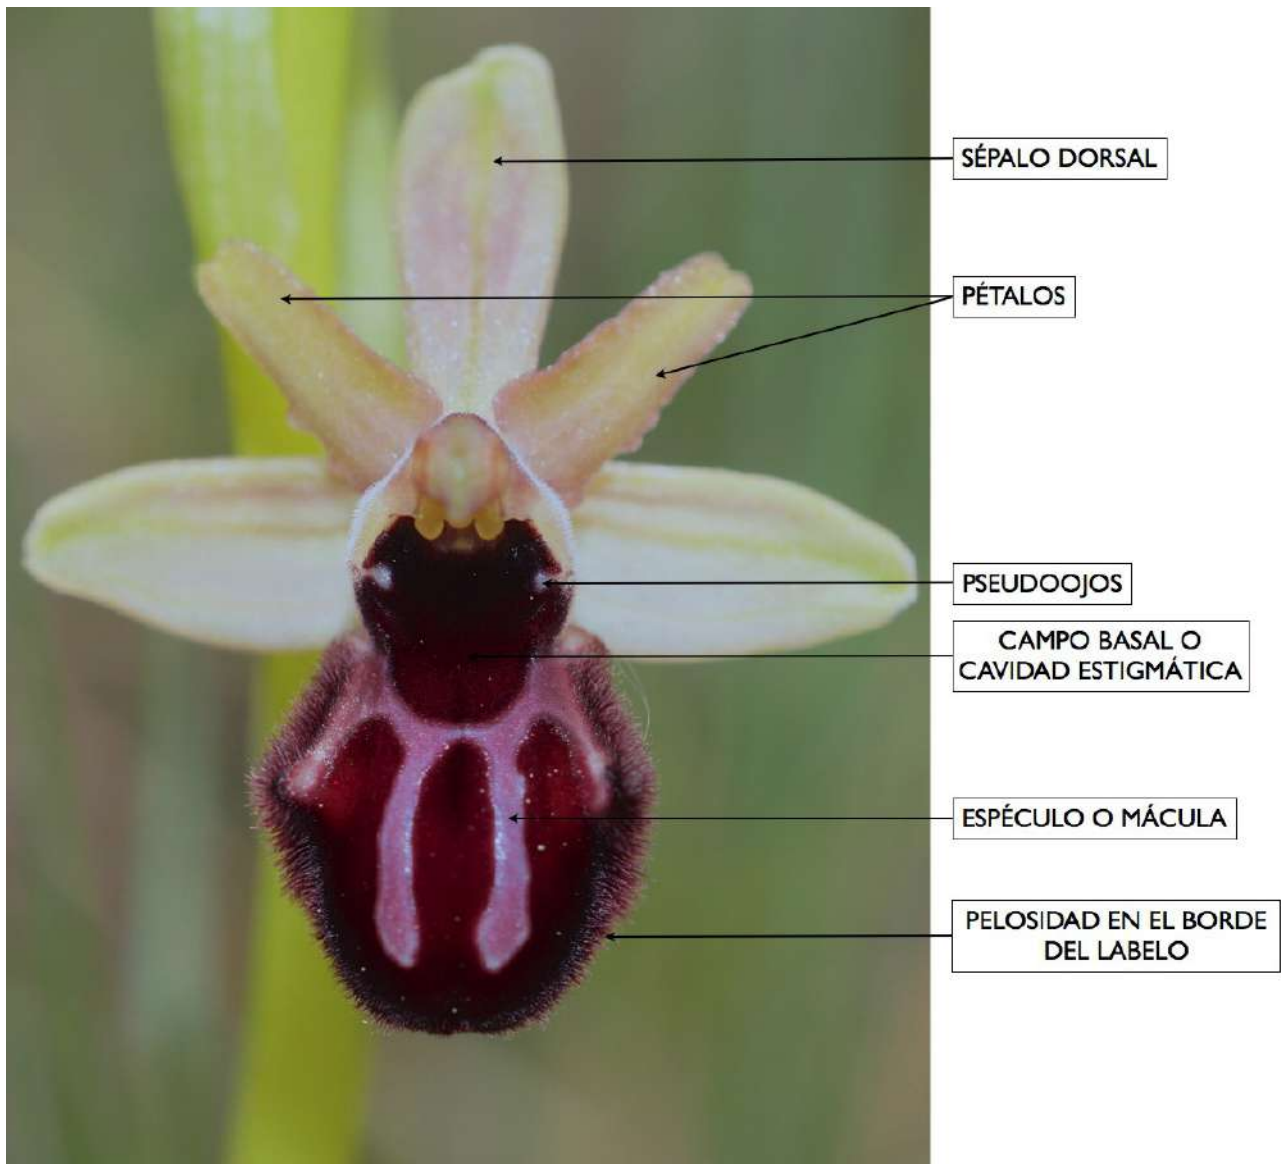 SÉPALO DORSAL
PÉTALOS
PSEUDOOJOS
CAMPO BASAL O
CAVIDAD ESTIGMÁTICA
ESPÉCULO O MÁCULA
PELOSIDAD EN EL BORDE
DEL LABELO